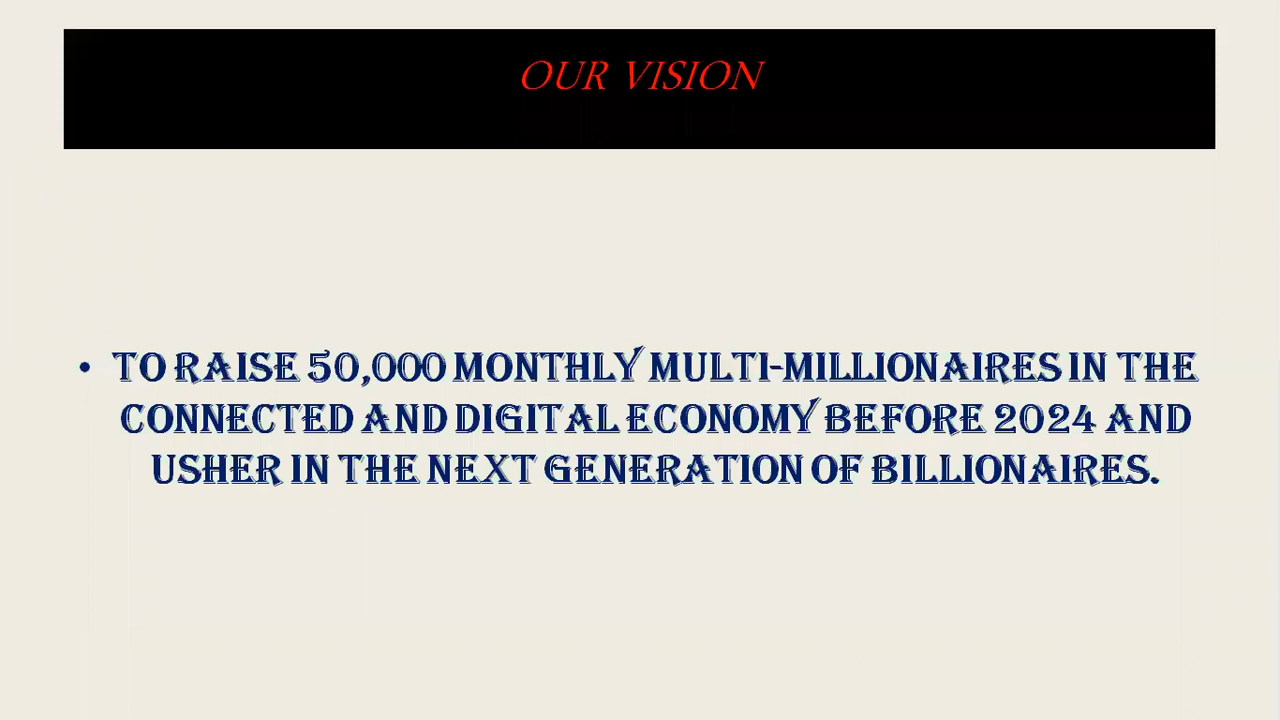 OUR VISION
• TO RAISE 50,000 MONTHLY MULTI-MILLIONAIRES IN THE
CONNECTED AND DIGITAL ECONOMY BEFORE 2024 AND
USHER IN THE NEXT GENERATION OF BILLIONAIRES.